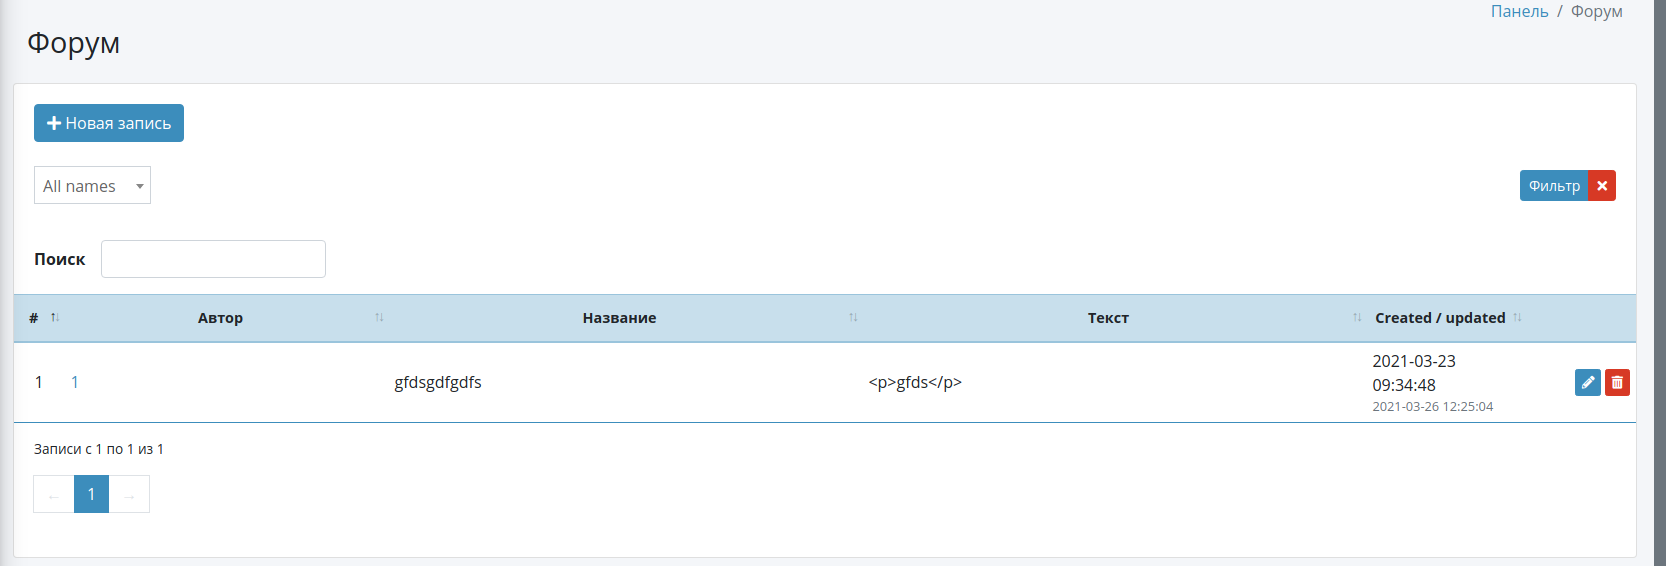 Панель / Форум
Форум
Новая запись
All names
Фильтр
Поиск
# Автор Название Текст Created / updated
1 1 gfdsgdfgdfs <p>gfds</p> 2021-03-23
09:34:48
2021-03-26 12:25:04
Записи с 1 по 1 из 1
← 1 →